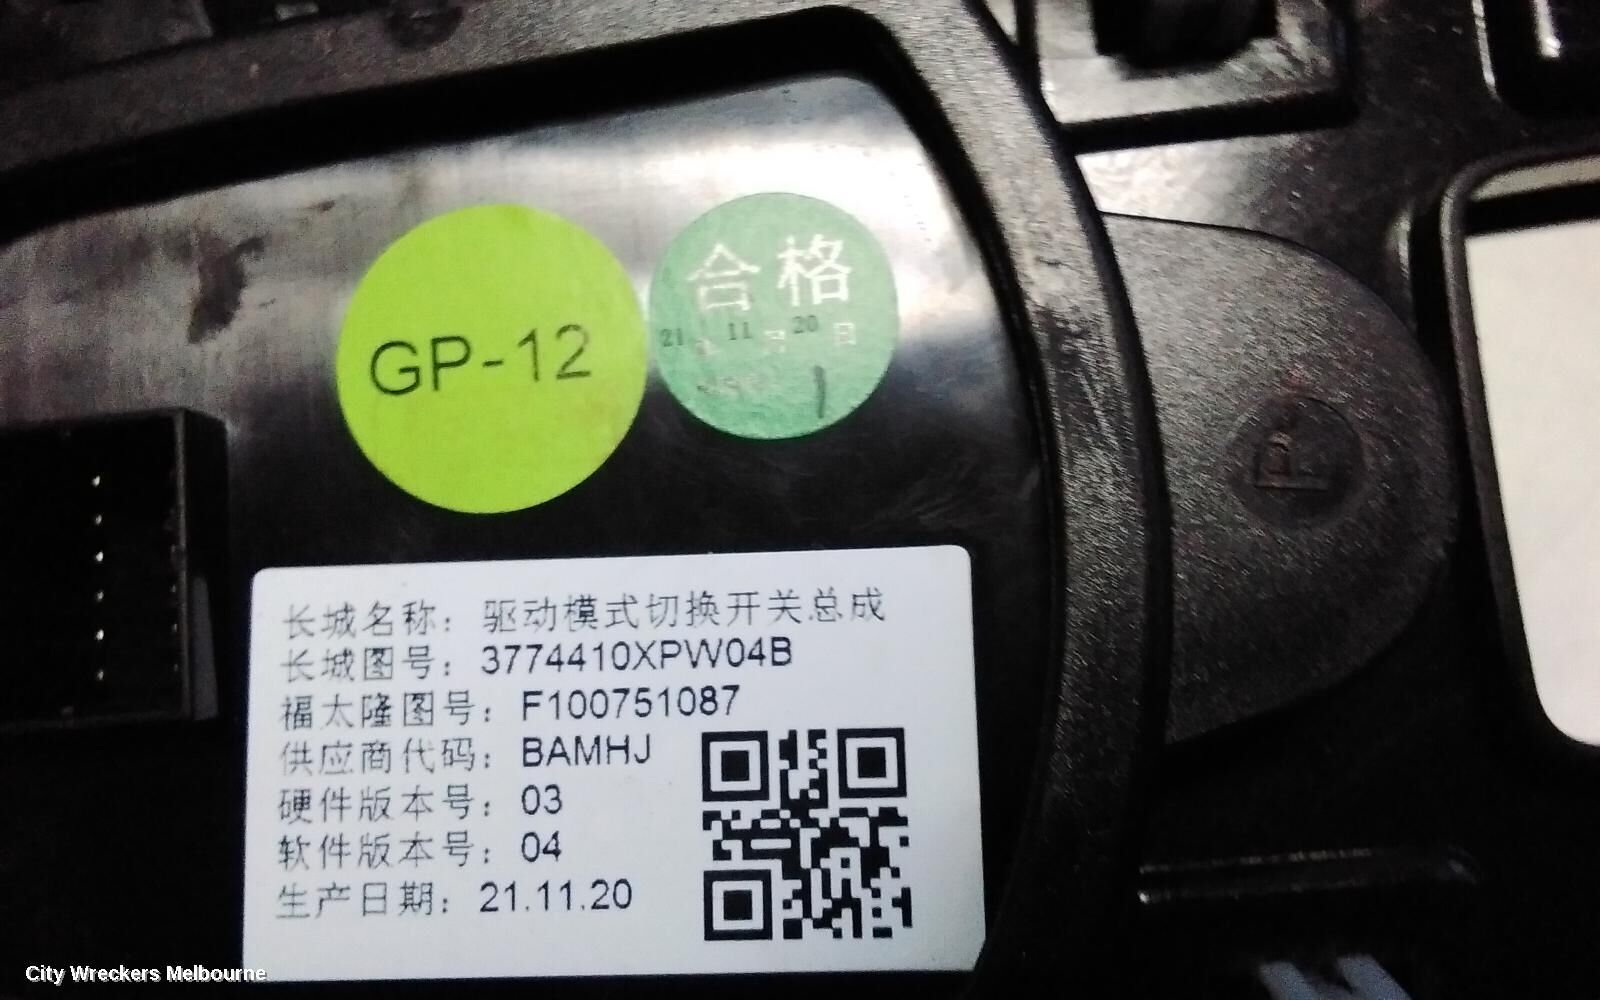 GP-12
合格
21 年 11 月 20 日
长城名称：驱动模式切换开关总成
长城图号：3774410XPW04B
福太隆图号：F100751087
供应商代码：BAMHJ
硬件版本号：03
软件版本号：04
生产日期：21.11.20
P
City Wreckers Melbourne